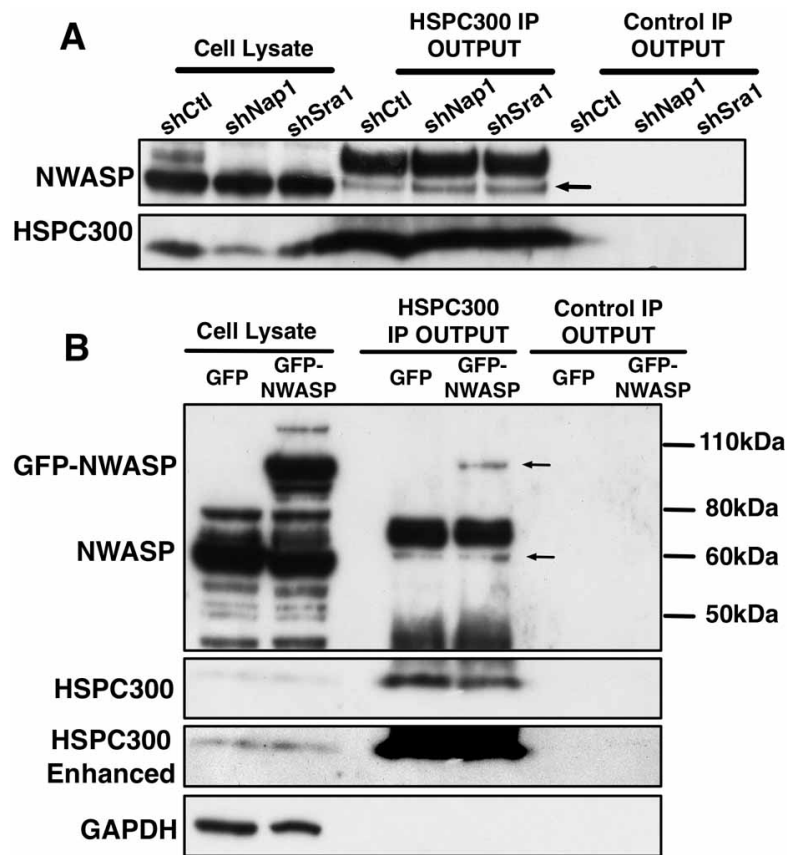 A
Cell Lysate
HSPC300 IP
OUTPUT
Control IP
OUTPUT
shCtl shNap1 shSra1 shCtl shNap1 shSra1 shCtl shNap1 shSra1
NWASP
HSPC300
B
Cell Lysate
HSPC300
IP OUTPUT
Control IP
OUTPUT
GFP GFP-
NWASP GFP GFP-
NWASP GFP GFP-
NWASP
GFP-NWASP
NWASP
110kDa
80kDa
60kDa
50kDa
HSPC300
HSPC300
Enhanced
GAPDH